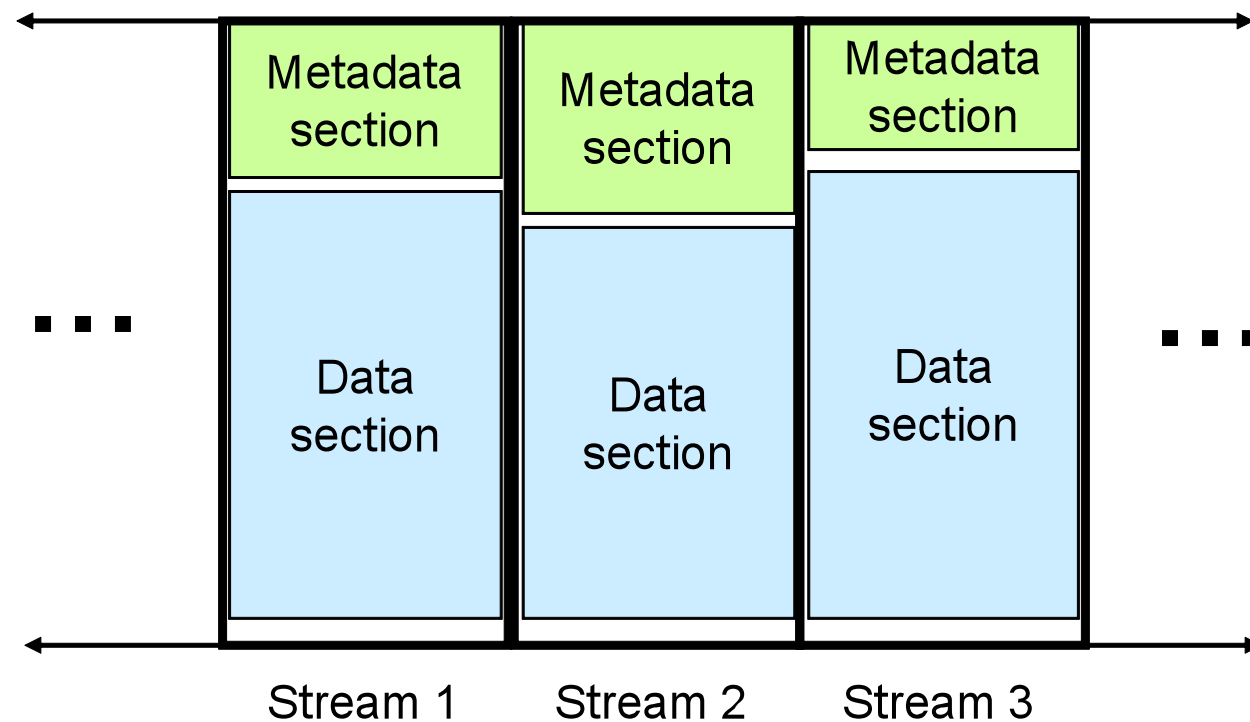 Metadata
section
Data
section
Stream 1
Metadata
section
Data
section
Stream 2
Metadata
section
Data
section
Stream 3